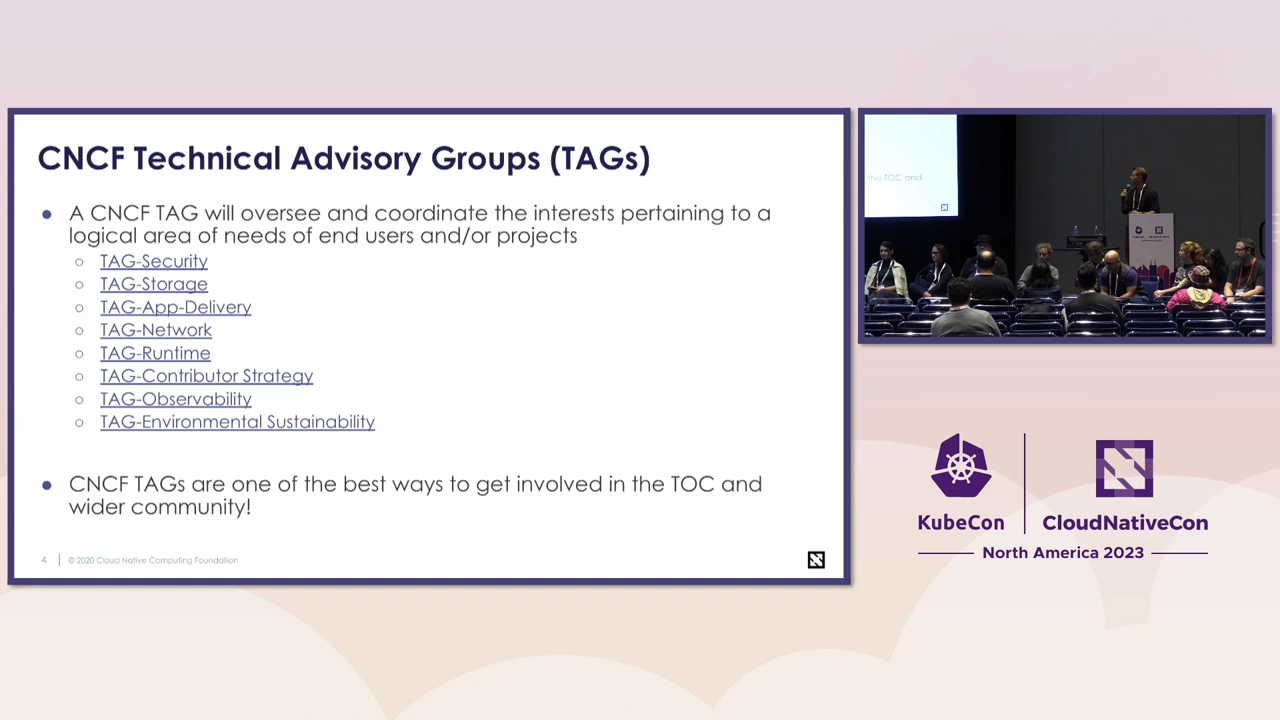 CNCF Technical Advisory Groups (TAGs)
● A CNCF TAG will oversee and coordinate the interests pertaining to a
logical area of needs of end users and/or projects
○ TAG-Security
○ TAG-Storage
○ TAG-App-Delivery
○ TAG-Network
○ TAG-Runtime
○ TAG-Contributor Strategy
○ TAG-Observability
○ TAG-Environmental Sustainability
● CNCF TAGs are one of the best ways to get involved in the TOC and
wider community!
4 | © 2020 Cloud Native Computing Foundation
the TOC and
KubeCon
CloudNativeCon
North America 2023